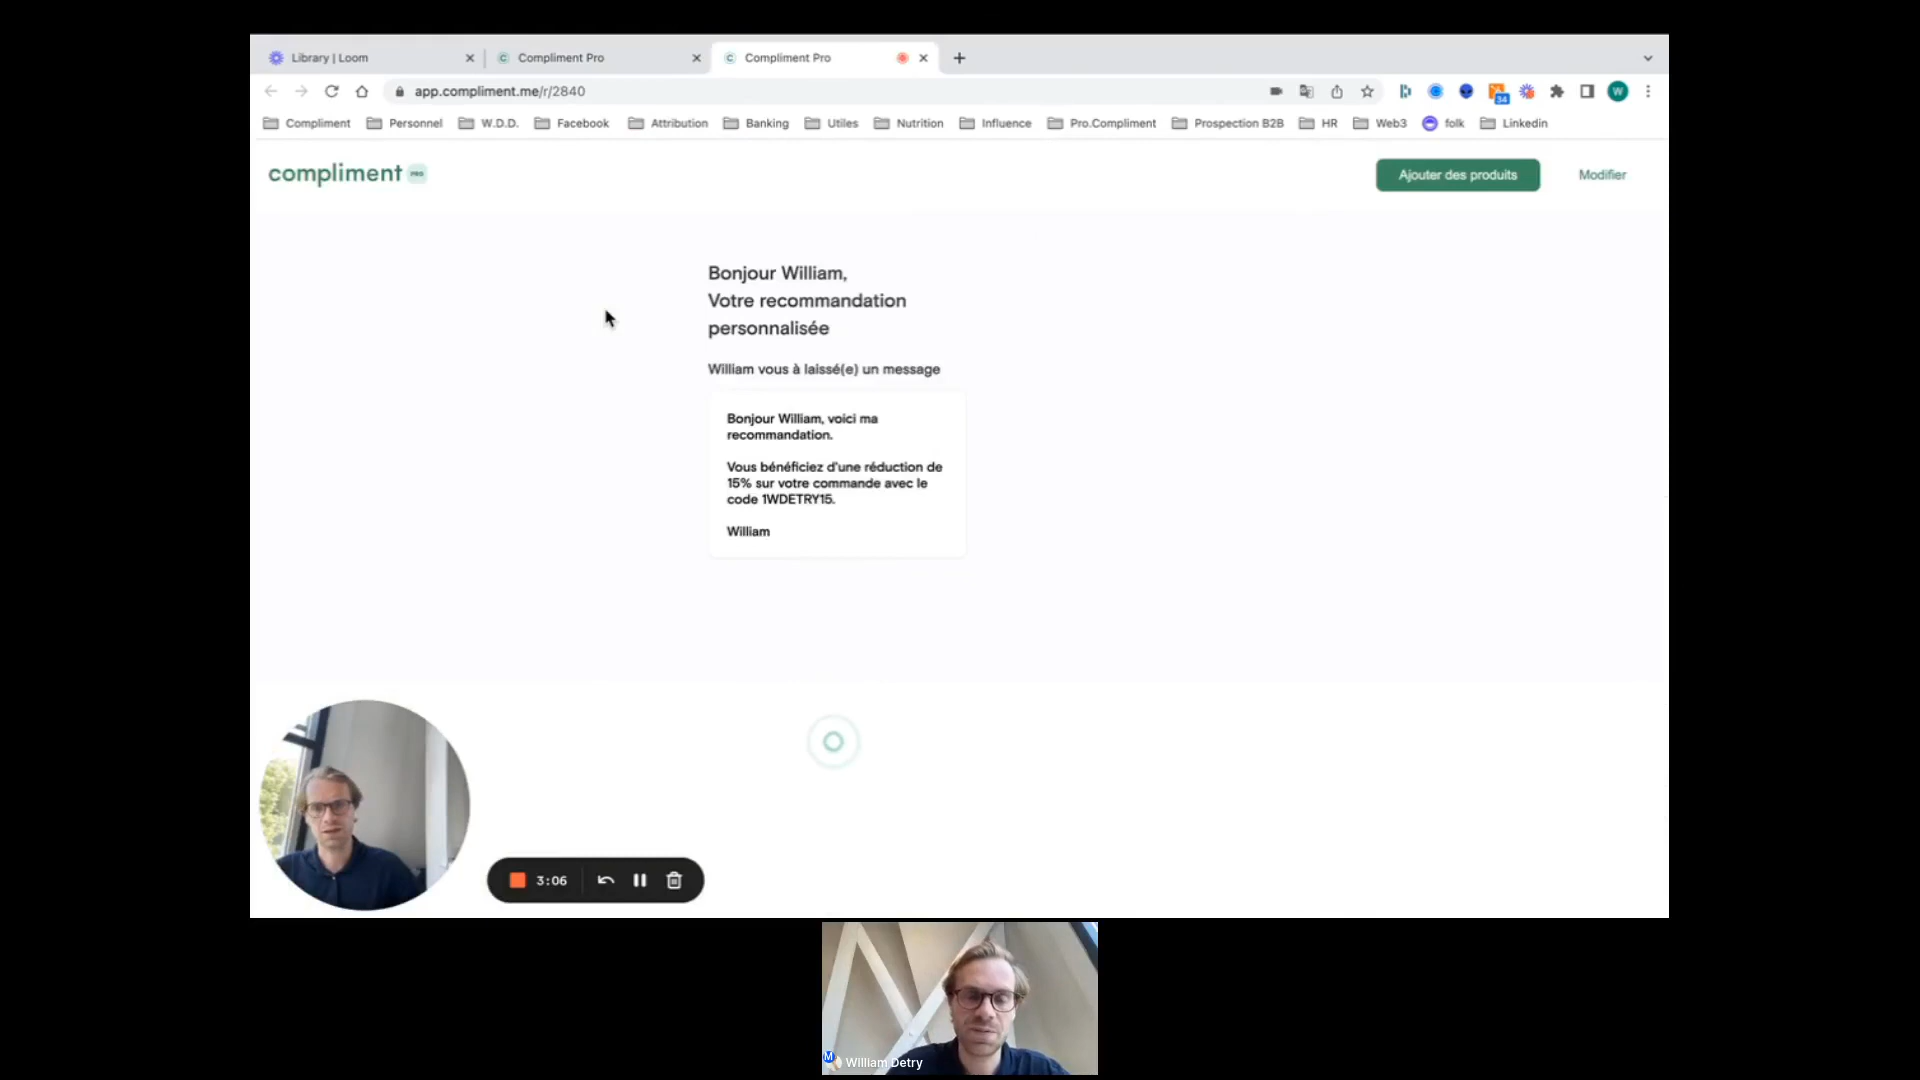 Library | Loom
Compliment Pro
Compliment Pro
app.compliment.me/r/2840
34
W
Compliment
Personnel
W.D.D.
Facebook
Attribution
Banking
Utiles
Nutrition
Influence
Pro.Compliment
Prospection B2B
HR
Web3
folk
Linkedin
compliment PRO
Ajouter des produits
Modifier
Bonjour William,
Votre recommandation
personnalisée
William vous à laissé(e) un message
Bonjour William, voici ma
recommandation.
Vous bénéficiez d'une réduction de
15% sur votre commande avec le
code 1WDETRY15.
William
3:06
M
William Detry